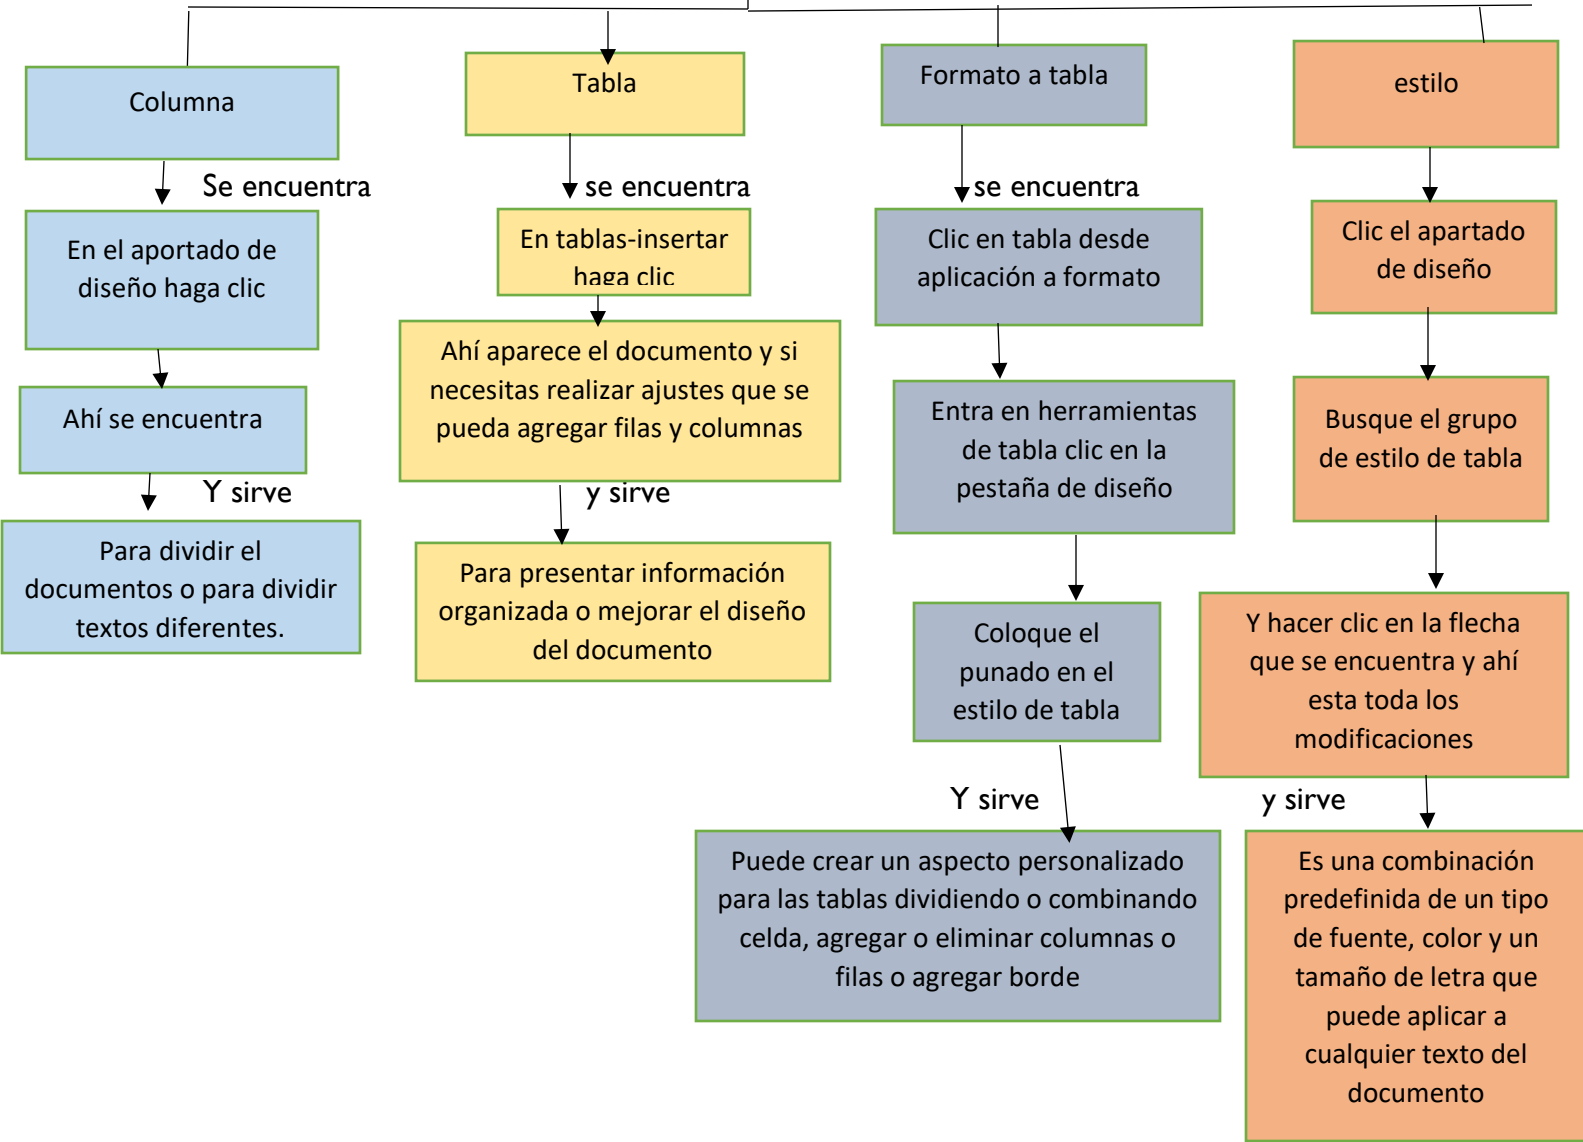 Columna
Se encuentra
En el aportado de
diseño haga clic
Ahí se encuentra
Y sirve
Para dividir el
documentos o para dividir
textos diferentes.
Tabla
se encuentra
En tablas-insertar
haga clic
Ahí aparece el documento y si
necesitas realizar ajustes que se
pueda agregar filas y columnas
y sirve
Para presentar información
organizada o mejorar el diseño
del documento
Formato a tabla
se encuentra
Clic en tabla desde
aplicación a formato
Entra en herramientas
de tabla clic en la
pestaña de diseño
Coloque el
punado en el
estilo de tabla
Y sirve
Puede crear un aspecto personalizado
para las tablas dividiendo o combinando
celda, agregar o eliminar columnas o
filas o agregar borde
estilo
Clic el apartado
de diseño
Busque el grupo
de estilo de tabla
Y hacer clic en la flecha
que se encuentra y ahí
esta toda los
modificaciones
y sirve
Es una combinación
predefinida de un tipo
de fuente, color y un
tamaño de letra que
puede aplicar a
cualquier texto del
documento